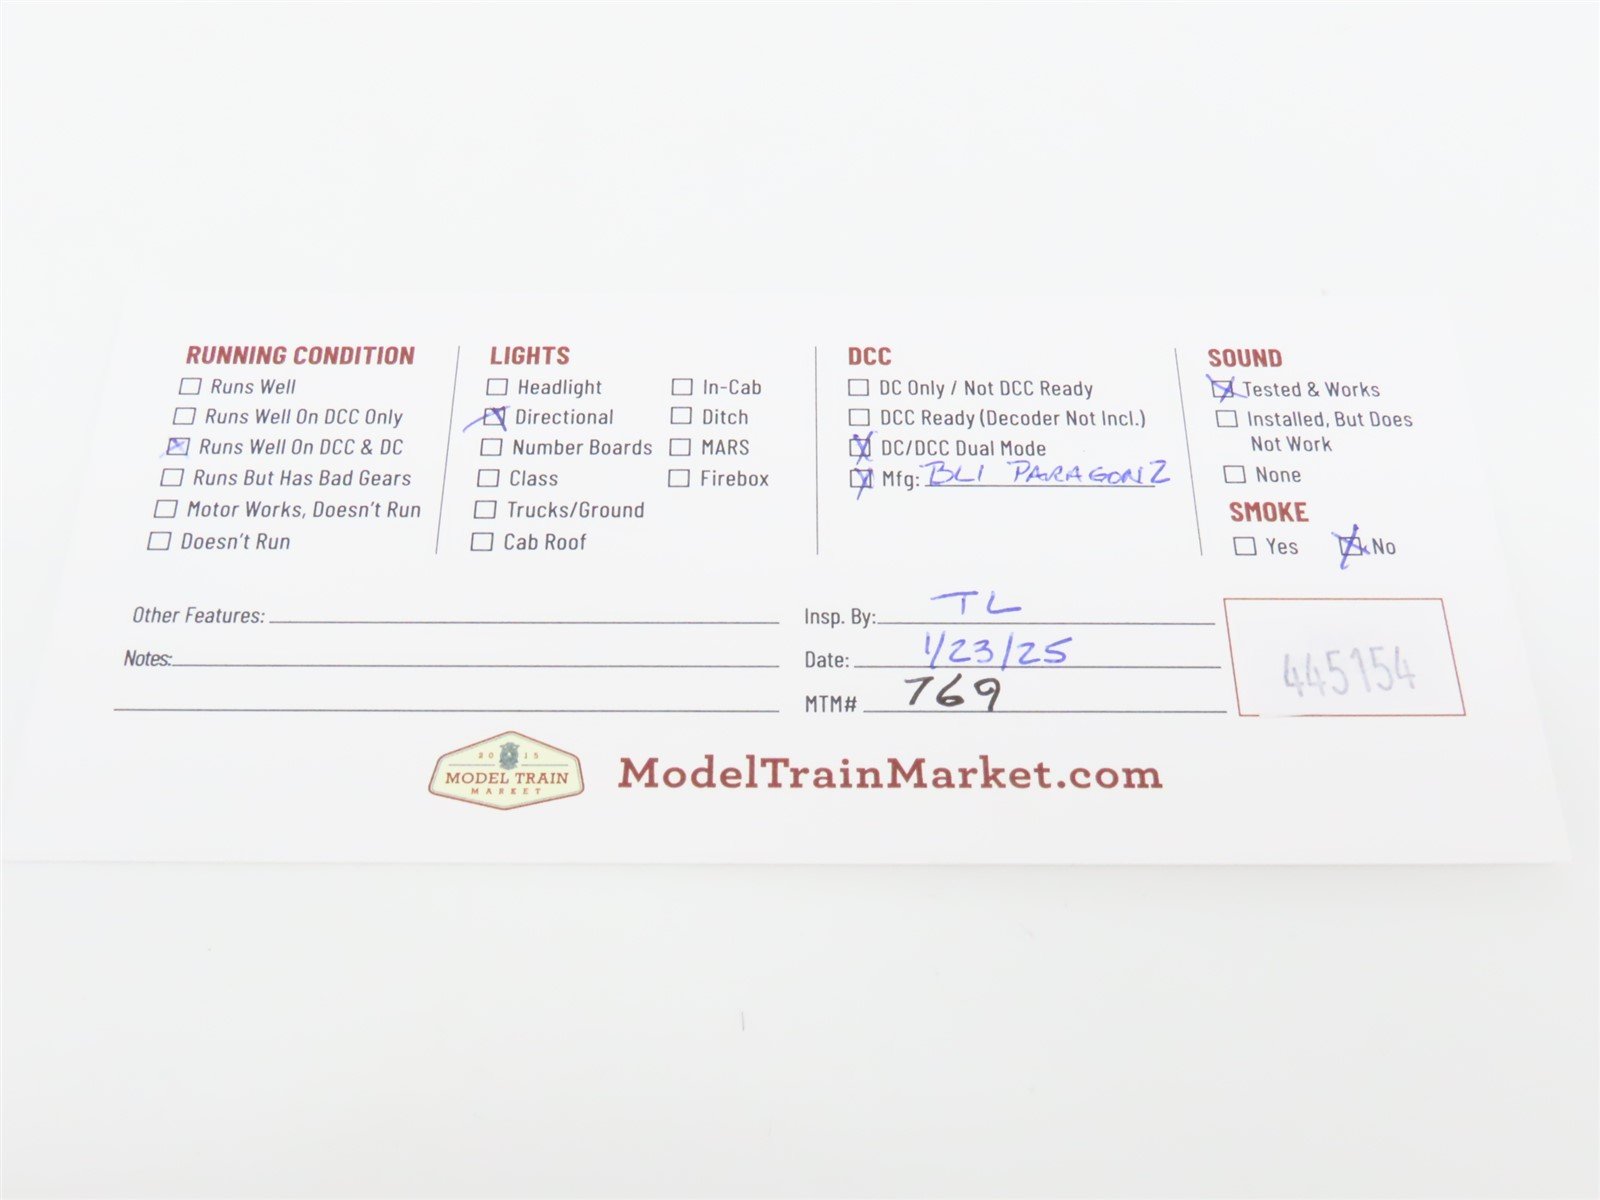 RUNNING CONDITION
Runs Well
Runs Well On DCC Only
Runs Well On DCC & DC
Runs But Has Bad Gears
Motor Works, Doesn't Run
Doesn't Run
LIGHTS
Headlight
Directional
Number Boards
Class
Trucks/Ground
Cab Roof
In-Cab
Ditch
MARS
Firebox
DCC
DC Only / Not DCC Ready
DCC Ready (Decoder Not Incl.)
DC/DCC Dual Mode
Mfg: BLI PARAGON 2
SOUND
Tested & Works
Installed, But Does
Not Work
None
SMOKE
Yes No
Other Features:
Notes:
Insp. By: TL
Date: 1/23/25
MTM# 769
445154
2015
MODEL TRAIN
MARKET
ModelTrainMarket.com